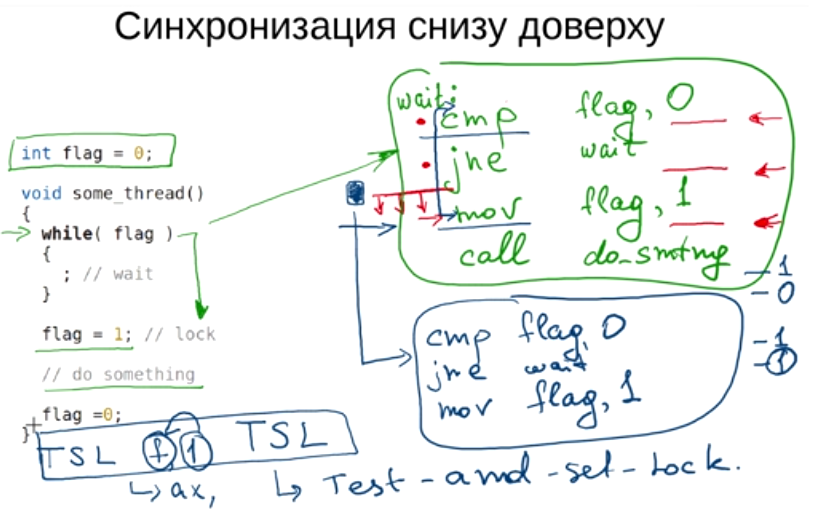 Синхронизация снизу доверху
int flag = 0;
void some_thread()
{
while( flag )
{
; // wait
}
flag = 1; // lock
// do something
flag =0;
}
wait:
cmp flag, 0
jne wait
mov flag, 1
call do_smtng
- 1
- 0
- 1
- 1
cmp flag, 0
jne wait
mov flag, 1
TSL f 1 TSL
ax,
Test-and-set-Lock.